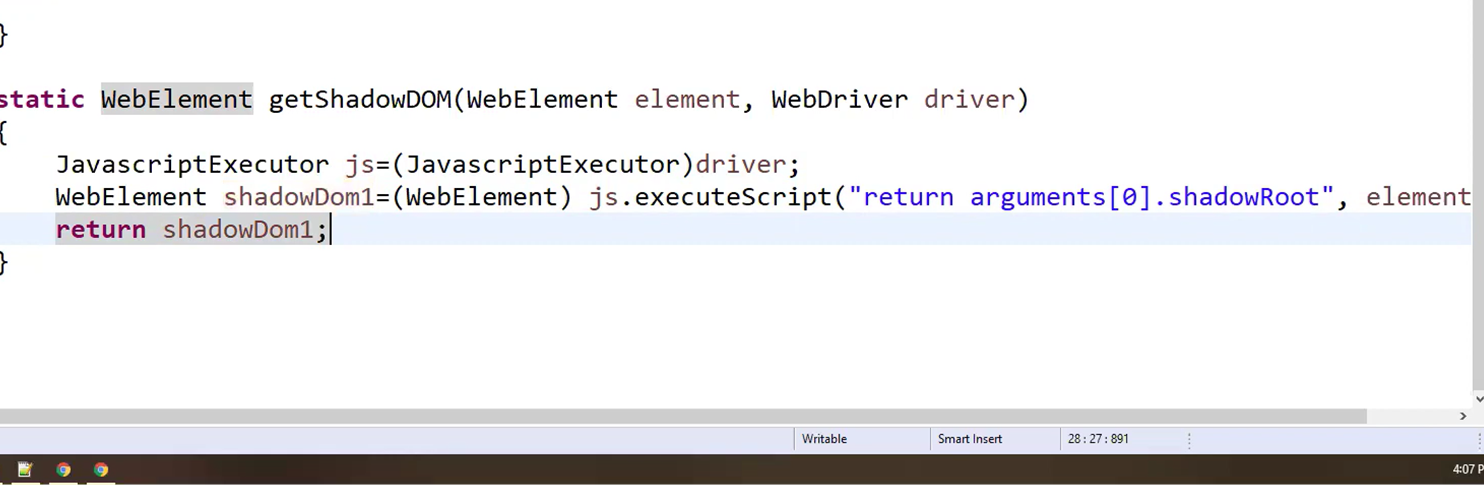 }
static WebElement getShadowDOM(WebElement element, WebDriver driver)
{
JavascriptExecutor js=(JavascriptExecutor)driver;
WebElement shadowDom1=(WebElement) js.executeScript("return arguments[0].shadowRoot", element
return shadowDom1;
}
Writable Smart Insert 28 : 27 : 891
4:07 P